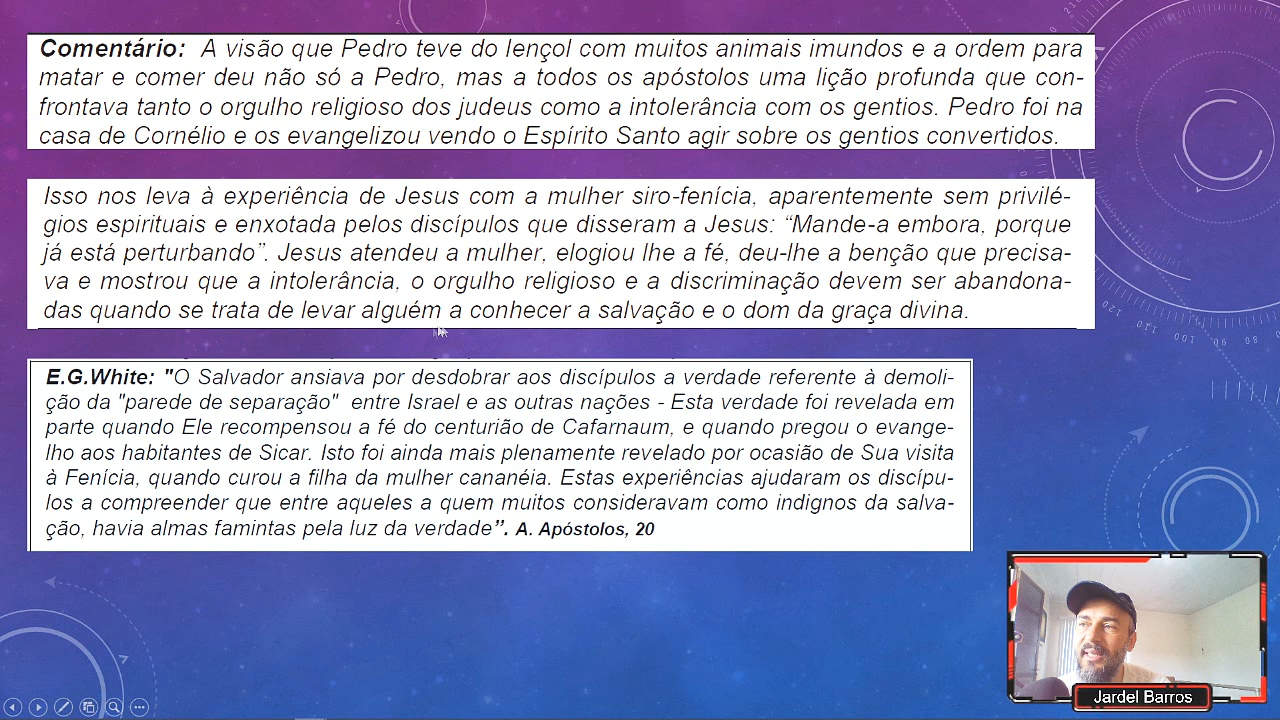 Comentário: A visão que Pedro teve do lençol com muitos animais imundos e a ordem para
matar e comer deu não só a Pedro, mas a todos os apóstolos uma lição profunda que con-
frontava tanto o orgulho religioso dos judeus como a intolerância com os gentios. Pedro foi na
casa de Cornélio e os evangelizou vendo o Espírito Santo agir sobre os gentios convertidos.
Isso nos leva à experiência de Jesus com a mulher siro-fenícia, aparentemente sem privilé-
gios espirituais e enxotada pelos discípulos que disseram a Jesus: “Mande-a embora, porque
já está perturbando”. Jesus atendeu a mulher, elogiou lhe a fé, deu-lhe a benção que precisa-
va e mostrou que a intolerância, o orgulho religioso e a discriminação devem ser abandona-
das quando se trata de levar alguém a conhecer a salvação e o dom da graça divina.
E.G.White: "O Salvador ansiava por desdobrar aos discípulos a verdade referente à demoli-
ção da "parede de separação" entre Israel e as outras nações - Esta verdade foi revelada em
parte quando Ele recompensou a fé do centurião de Cafarnaum, e quando pregou o evange-
lho aos habitantes de Sicar. Isto foi ainda mais plenamente revelado por ocasião de Sua visita
à Fenícia, quando curou a filha da mulher cananéia. Estas experiências ajudaram os discípu-
los a compreender que entre aqueles a quem muitos consideravam como indignos da salva-
ção, havia almas famintas pela luz da verdade”. A. Apóstolos, 20
120 110 100 90 80
Jardel Barros